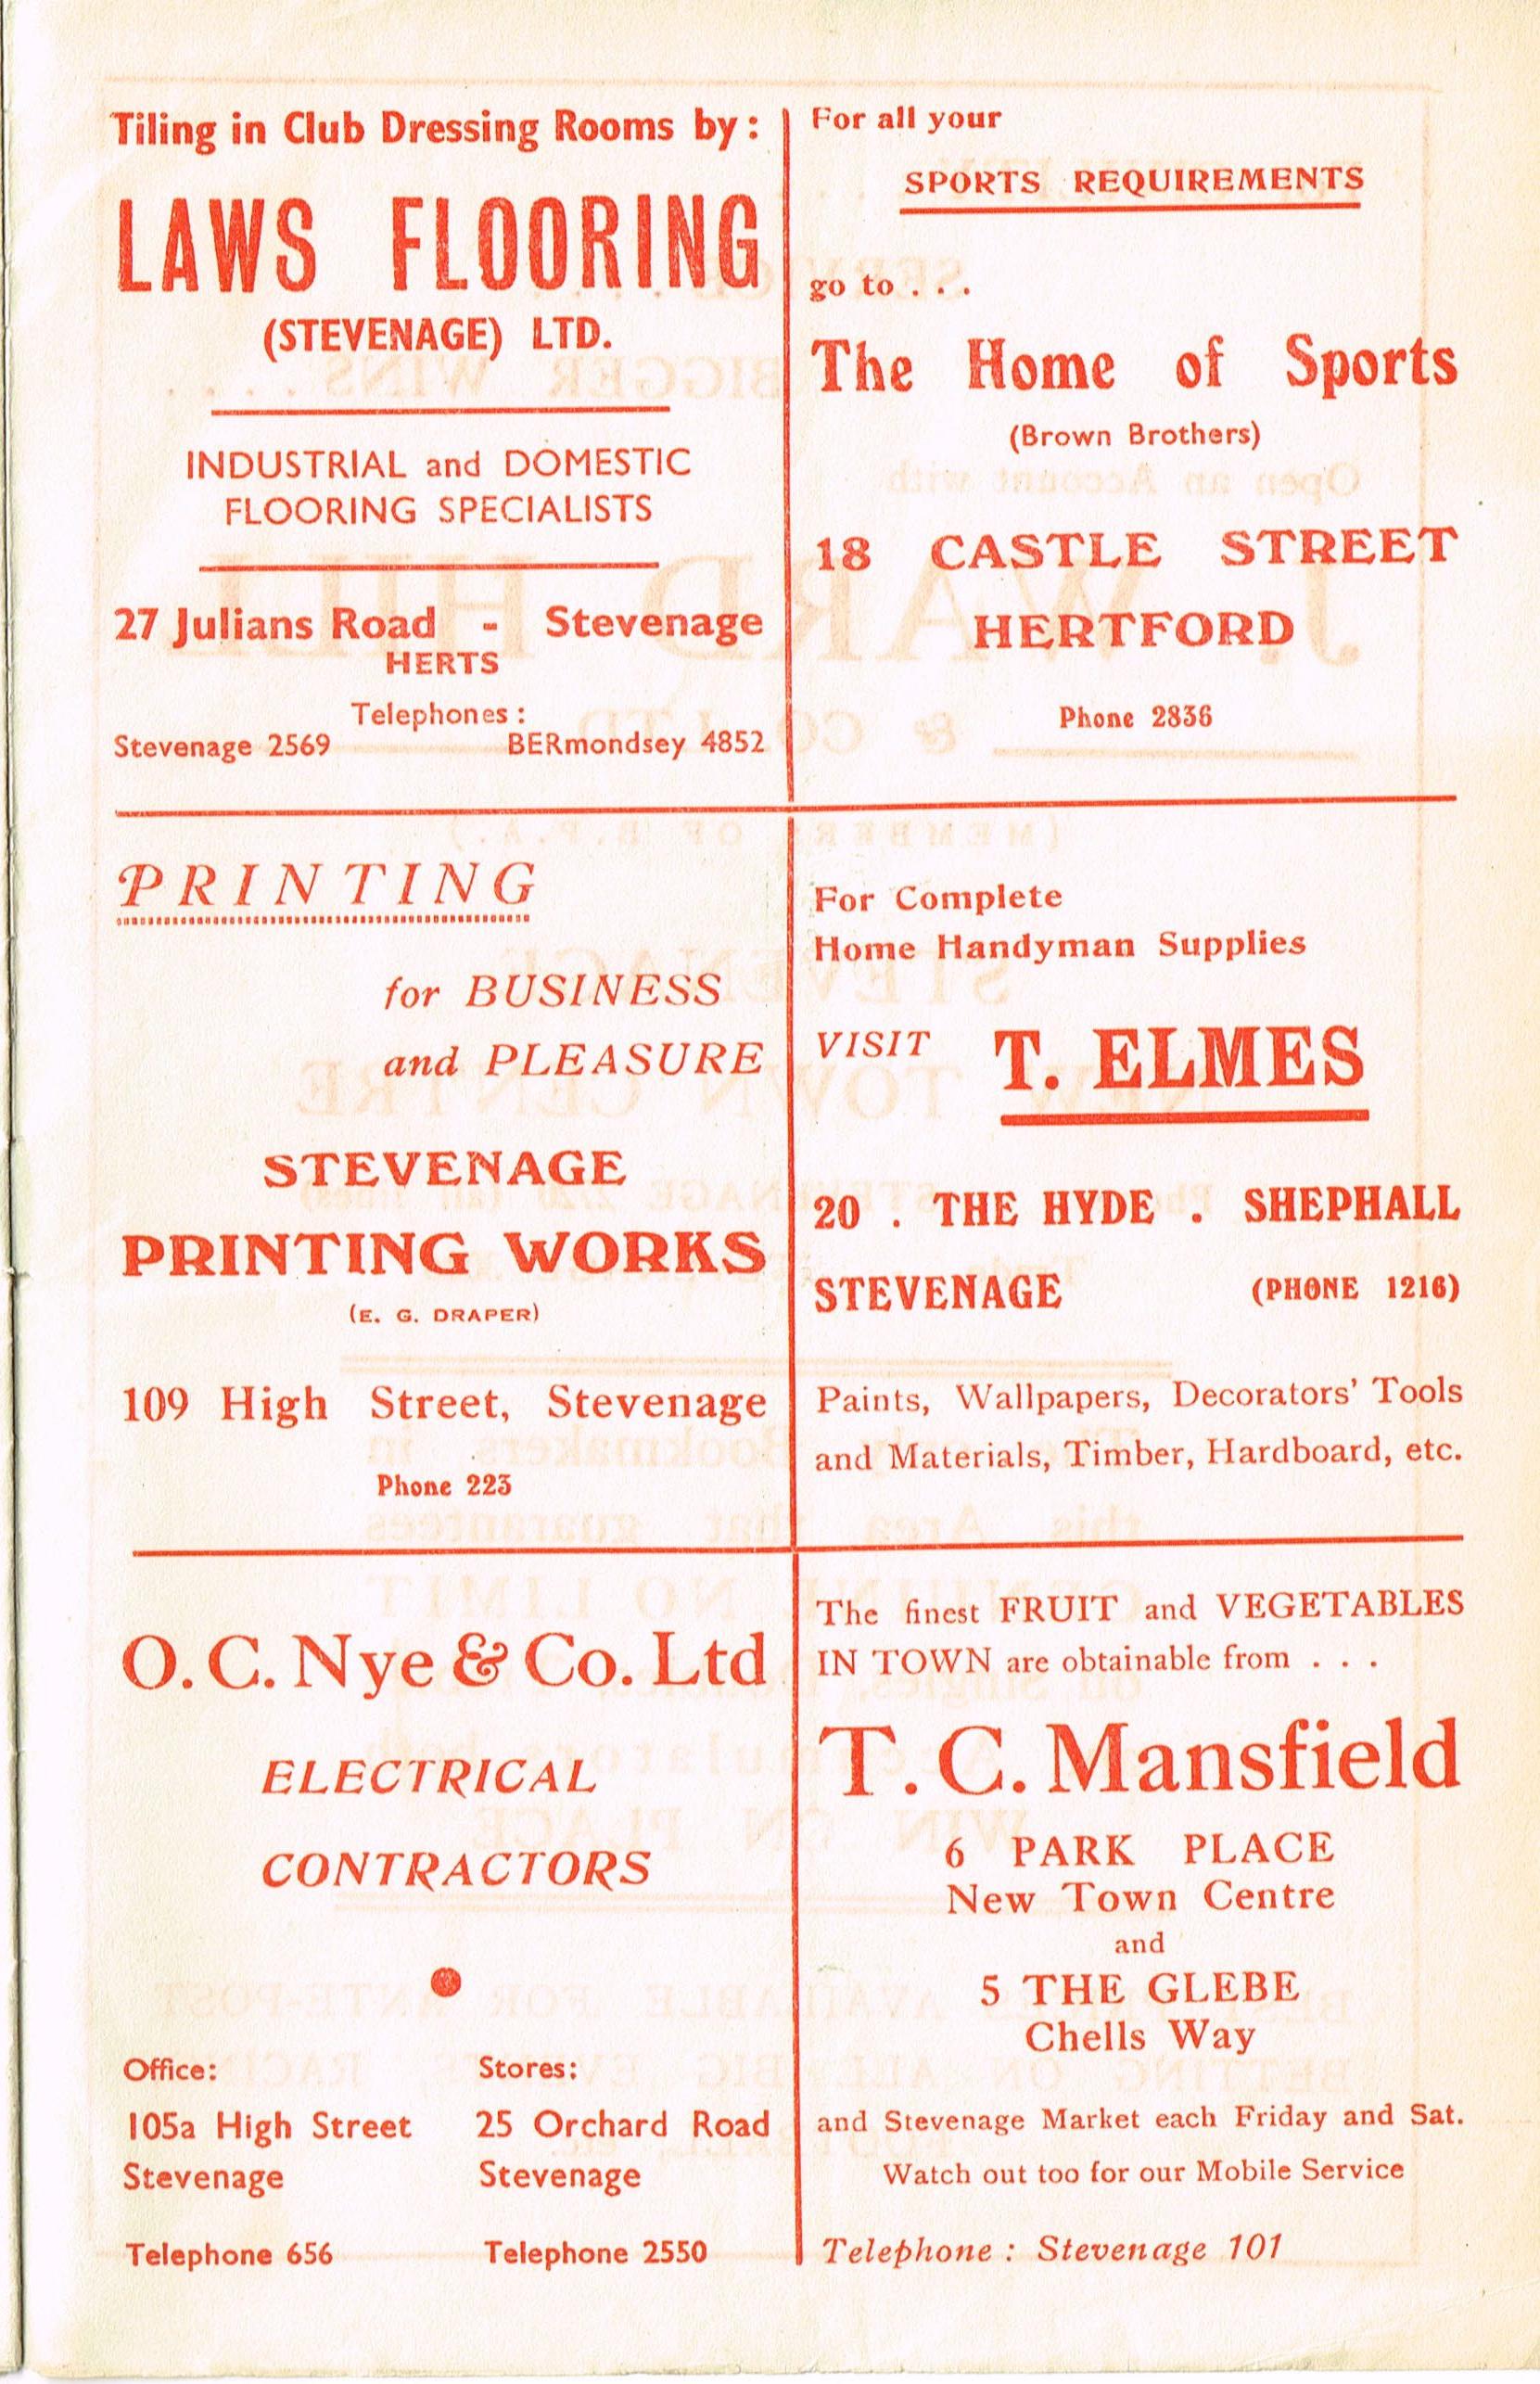 Tiling in Club Dressing Rooms by :
LAWS FLOORING
(STEVENAGE) LTD.
INDUSTRIAL and DOMESTIC
FLOORING SPECIALISTS
27 Julians Road - Stevenage
HERTS
Telephones :
Stevenage 2569 BERmondsey 4852
For all your
SPORTS REQUIREMENTS
go to . . .
The Home of Sports
(Brown Brothers)
18 CASTLE STREET
HERTFORD
Phone 2836
PRINTING
for BUSINESS
and PLEASURE
STEVENAGE
PRINTING WORKS
(E. G. DRAPER)
109 High Street, Stevenage
Phone 223
For Complete
Home Handyman Supplies
VISIT T. ELMES
20 . THE HYDE . SHEPHALL
STEVENAGE (PHONE 1216)
Paints, Wallpapers, Decorators' Tools
and Materials, Timber, Hardboard, etc.
O. C. Nye & Co. Ltd
ELECTRICAL
CONTRACTORS
Office: Stores:
105a High Street 25 Orchard Road
Stevenage Stevenage
Telephone 656 Telephone 2550
The finest FRUIT and VEGETABLES
IN TOWN are obtainable from . . .
T. C. Mansfield
6 PARK PLACE
New Town Centre
and
5 THE GLEBE
Chells Way
and Stevenage Market each Friday and Sat.
Watch out too for our Mobile Service
Telephone : Stevenage 101